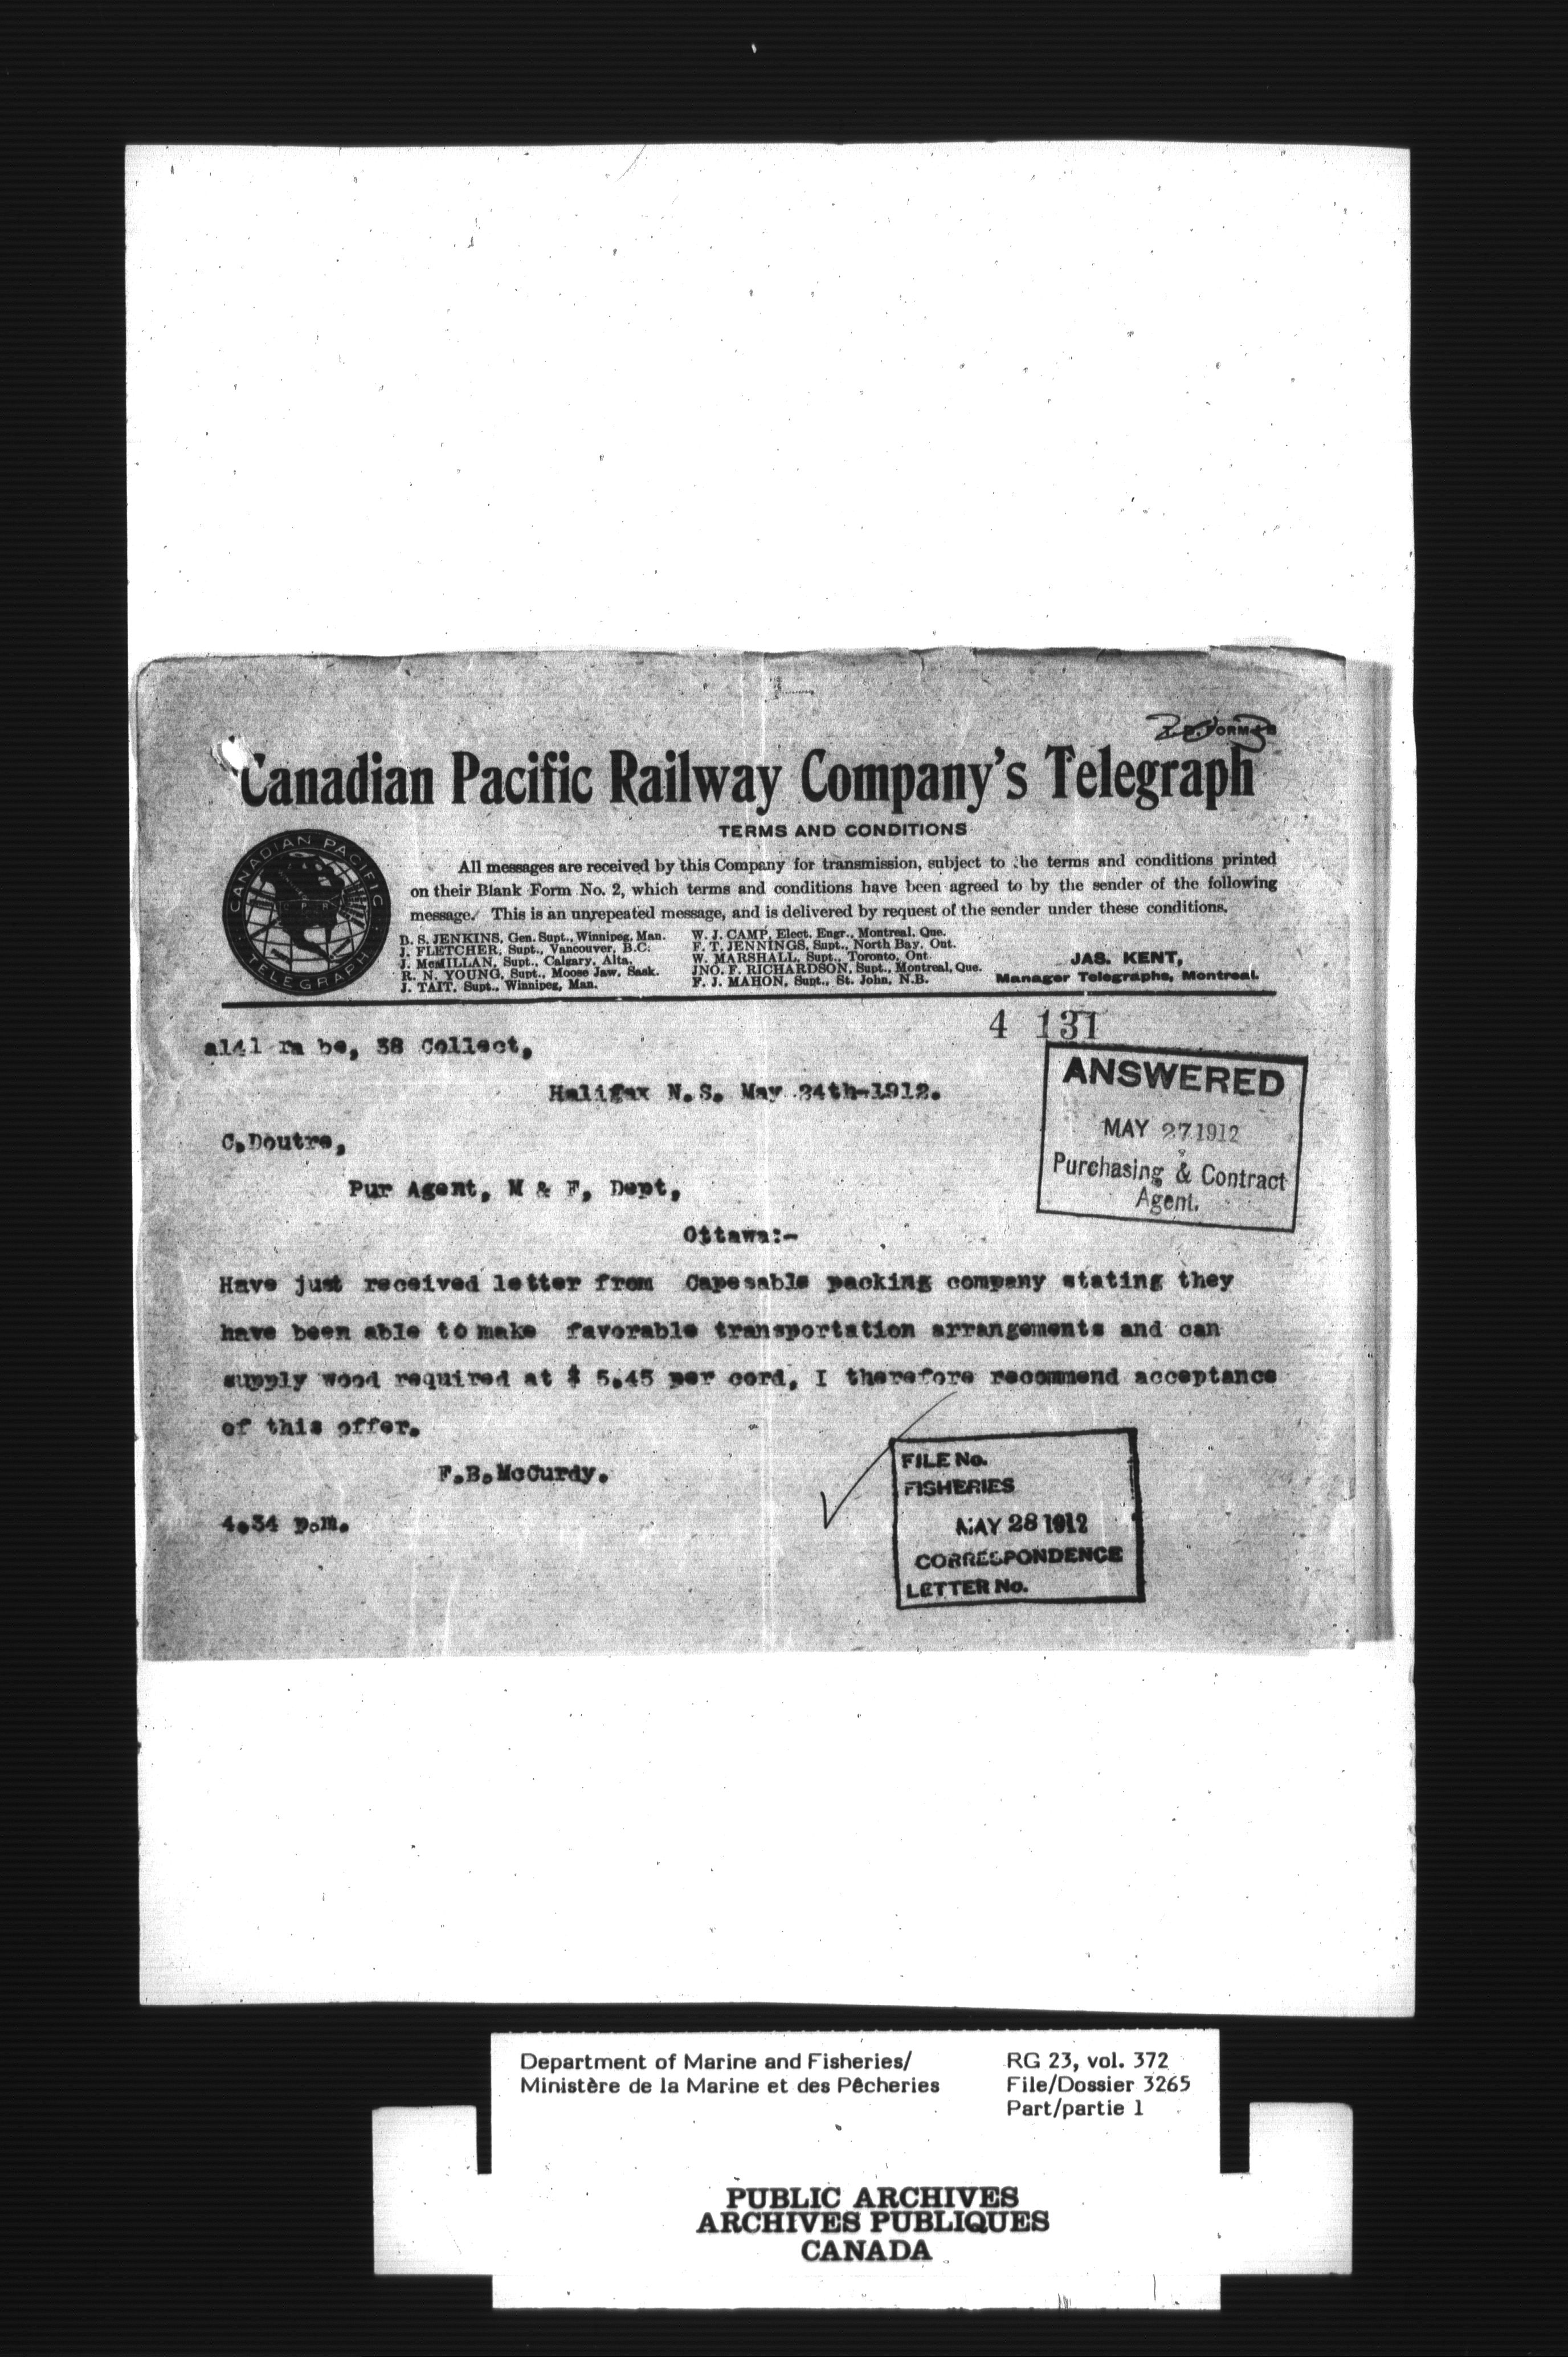 Canadian Pacific Railway Company's Telegraph
TERMS AND CONDITIONS
CANADIAN PACIFIC
C.P.R.
TELEGRAPH
All messages are received by this Company for transmission, subject to the terms and conditions printed
on their Blank Form No. 2, which terms and conditions have been agreed to by the sender of the following
message. This is an unrepeated message, and is delivered by request of the sender under these conditions.
B. S. JENKINS, Gen. Supt., Winnipeg, Man.
J. FLETCHER, Supt., Vancouver, B.C.
J. McMILLAN, Supt., Calgary, Alta.
R. N. YOUNG, Supt., Moose Jaw, Sask.
J. TAIT, Supt., Winnipeg, Man.
W. J. CAMP, Elect. Engr., Montreal, Que.
F. T. JENNINGS, Supt., North Bay, Ont.
W. MARSHALL, Supt., Toronto, Ont
JNO. F. RICHARDSON, Supt., Montreal, Que.
F. J. MAHON, Supt., St. John, N.B.
JAS. KENT,
Manager Telegraphs, Montreal.
4 131
a141 ra be, 38 Collect,
Halifax N.S. May 24th-1912.
ANSWERED
MAY 27 1912
Purchasing & Contract
Agent.
C.Doutre,
Pur Agent, M & F, Dept,
Ottawa:-
Have just received letter from Capesable packing company stating they
have been able to make favorable transportation arrangements and can
supply wood required at $ 5.45 per cord, I therefore recommend acceptance
of this offer.
F.B.McCurdy.
4.34 p.m.
FILE No.
FISHERIES
MAY 28 1912
CORRESPONDENCE
LETTER No.
Department of Marine and Fisheries/
Ministère de la Marine et des Pêcheries
RG 23, vol. 372
File/Dossier 3265
Part/partie 1
PUBLIC ARCHIVES
ARCHIVES PUBLIQUES
CANADA